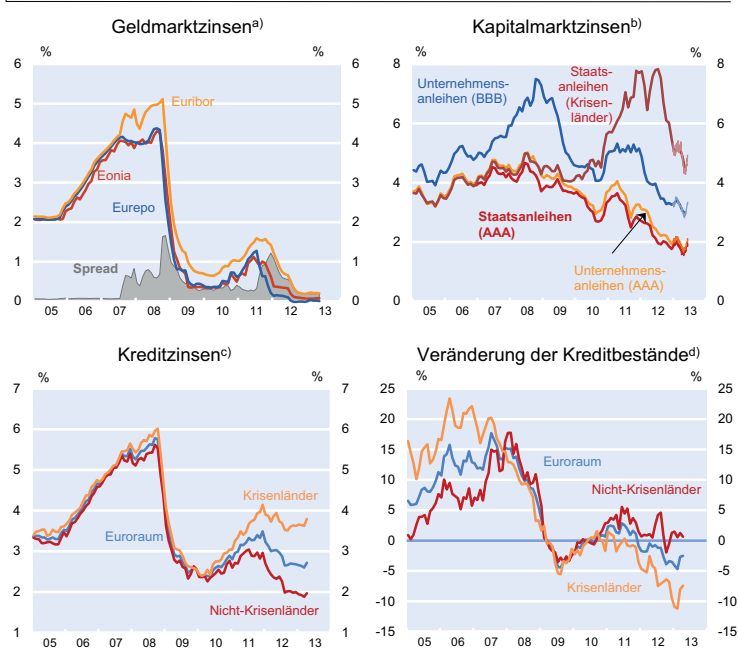 Geldmarktzinsen a)
% %
6 6
5 5
4 4
3 3
2 2
1 1
0 0
Euribor
Eonia
Eurepo
Spread
05 06 07 08 09 10 11 12 13
Kapitalmarktzinsen b)
% %
8 8
6 6
4 4
2 2
0 0
Unternehmens-
anleihen (BBB)
Staats-
anleihen
(Krisen-
länder)
Staatsanleihen
(AAA)
Unternehmens-
anleihen (AAA)
05 06 07 08 09 10 11 12 13
Kreditzinsen c)
% %
7 7
6 6
5 5
4 4
3 3
2 2
1 1
Krisenländer
Euroraum
Nicht-Krisenländer
05 06 07 08 09 10 11 12 13
Veränderung der Kreditbestände d)
% %
25 25
20 20
15 15
10 10
5 5
0 0
-5 -5
-10 -10
-15 -15
Euroraum
Nicht-Krisenländer
Krisenländer
05 06 07 08 09 10 11 12 13